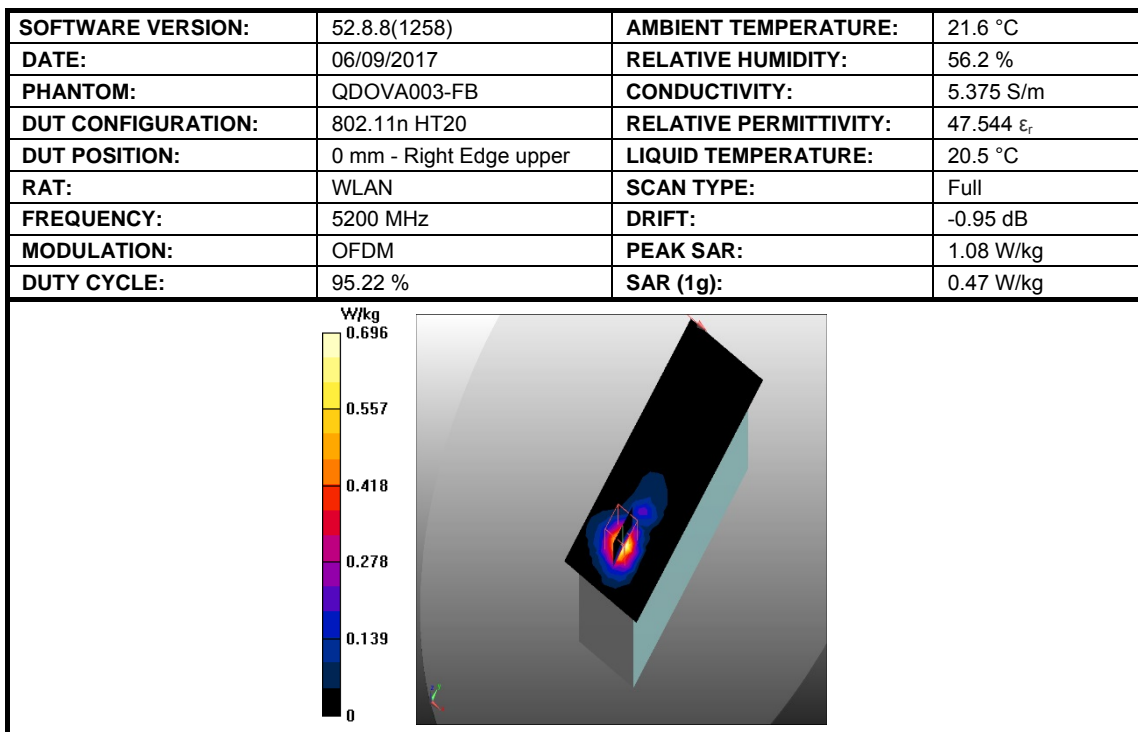 SOFTWARE VERSION: 52.8.8(1258) AMBIENT TEMPERATURE: 21.6 °C
DATE: 06/09/2017 RELATIVE HUMIDITY: 56.2 %
PHANTOM: QDOVA003-FB CONDUCTIVITY: 5.375 S/m
DUT CONFIGURATION: 802.11n HT20 RELATIVE PERMITTIVITY: 47.544 εr
DUT POSITION: 0 mm - Right Edge upper LIQUID TEMPERATURE: 20.5 °C
RAT: WLAN SCAN TYPE: Full
FREQUENCY: 5200 MHz DRIFT: -0.95 dB
MODULATION: OFDM PEAK SAR: 1.08 W/kg
DUTY CYCLE: 95.22 % SAR (1g): 0.47 W/kg
W/kg
0.696
0.557
0.418
0.278
0.139
0